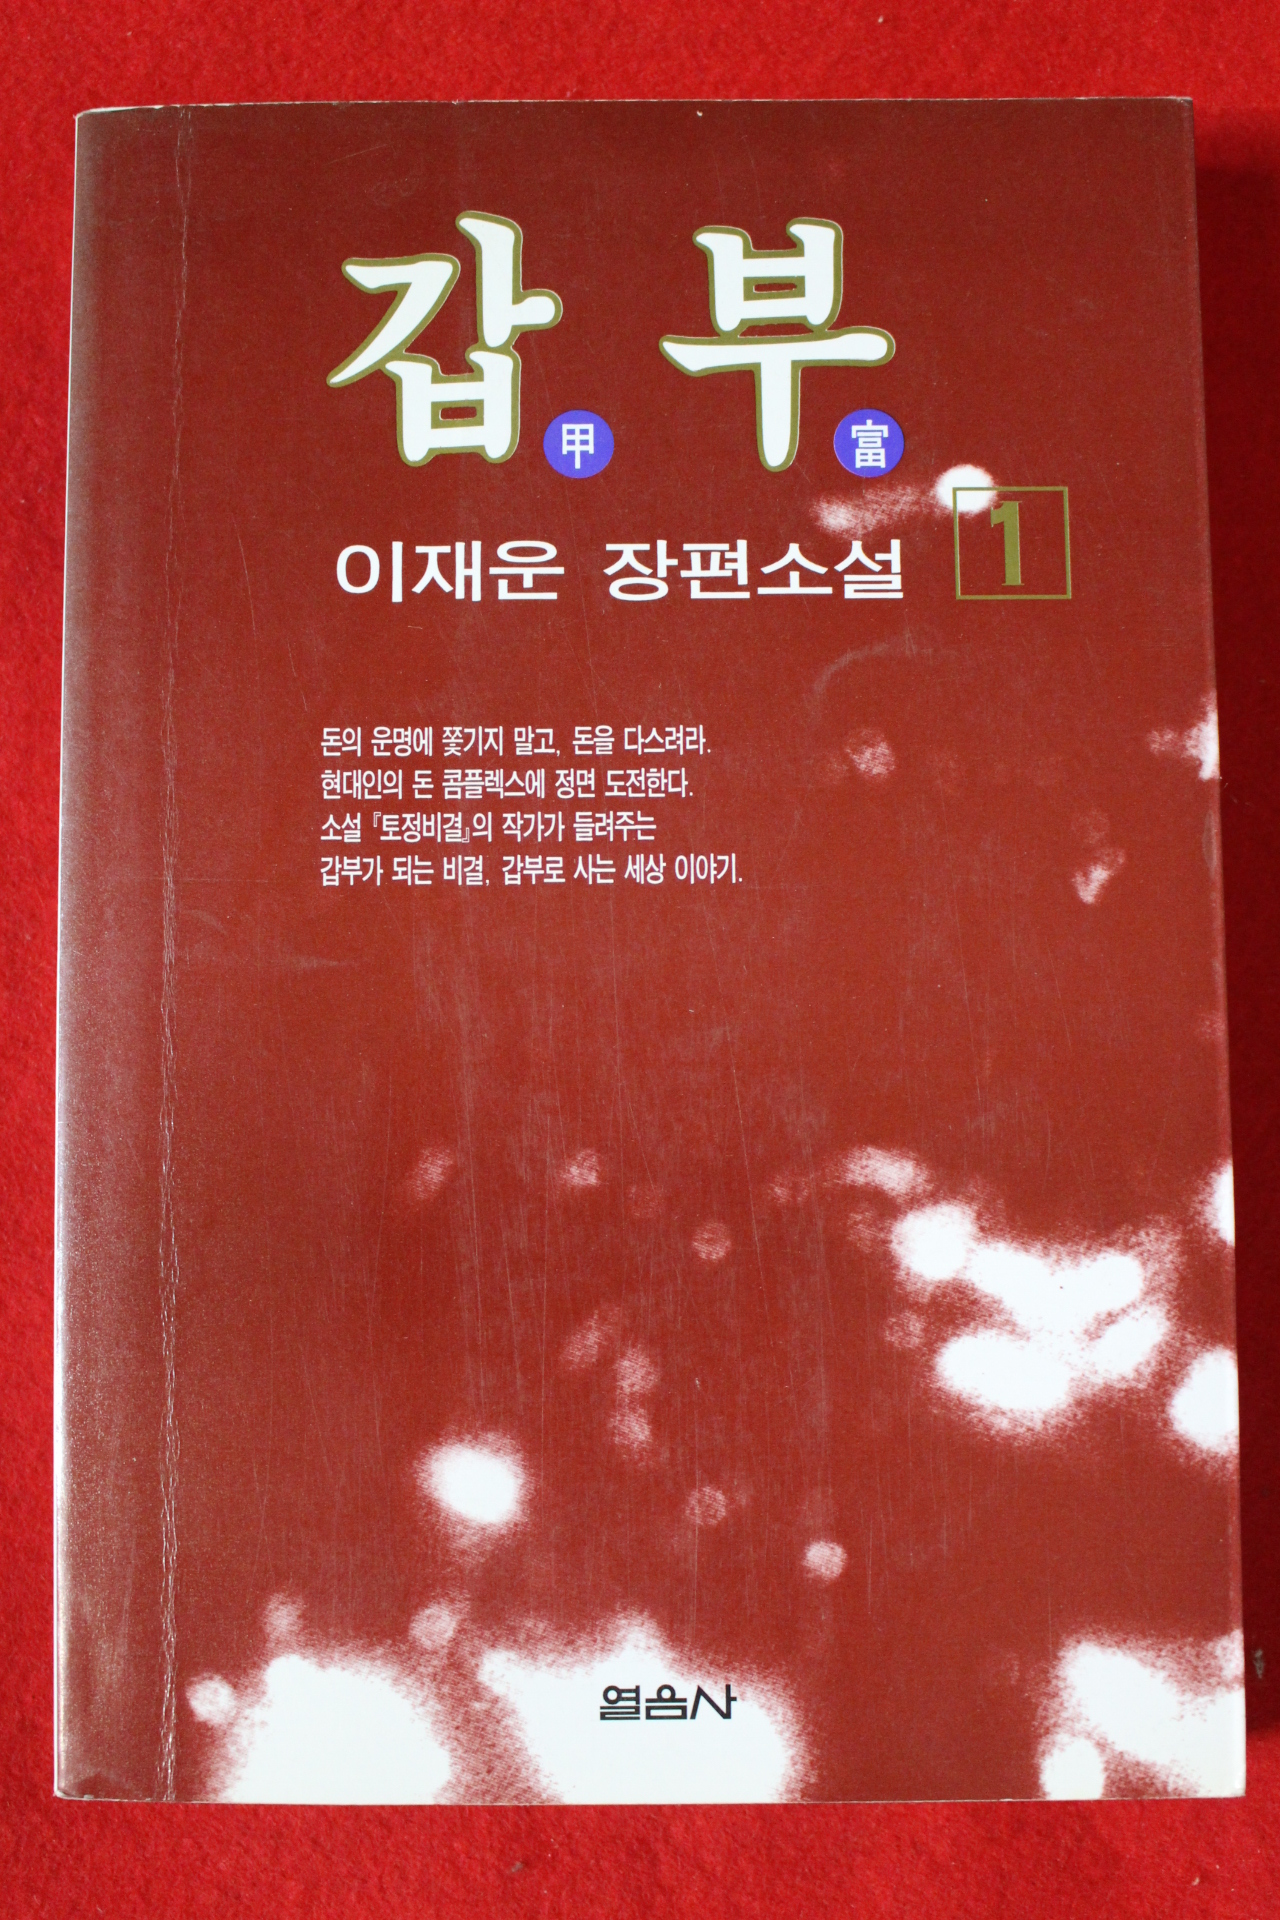 갑부
甲 富
이재운 장편소설 1
돈의 운명에 쫓기지 말고, 돈을 다스려라.
현대인의 돈 콤플렉스에 정면 도전한다.
소설 『토정비결』의 작가가 들려주는
갑부가 되는 비결, 갑부로 사는 세상 이야기.
열음사